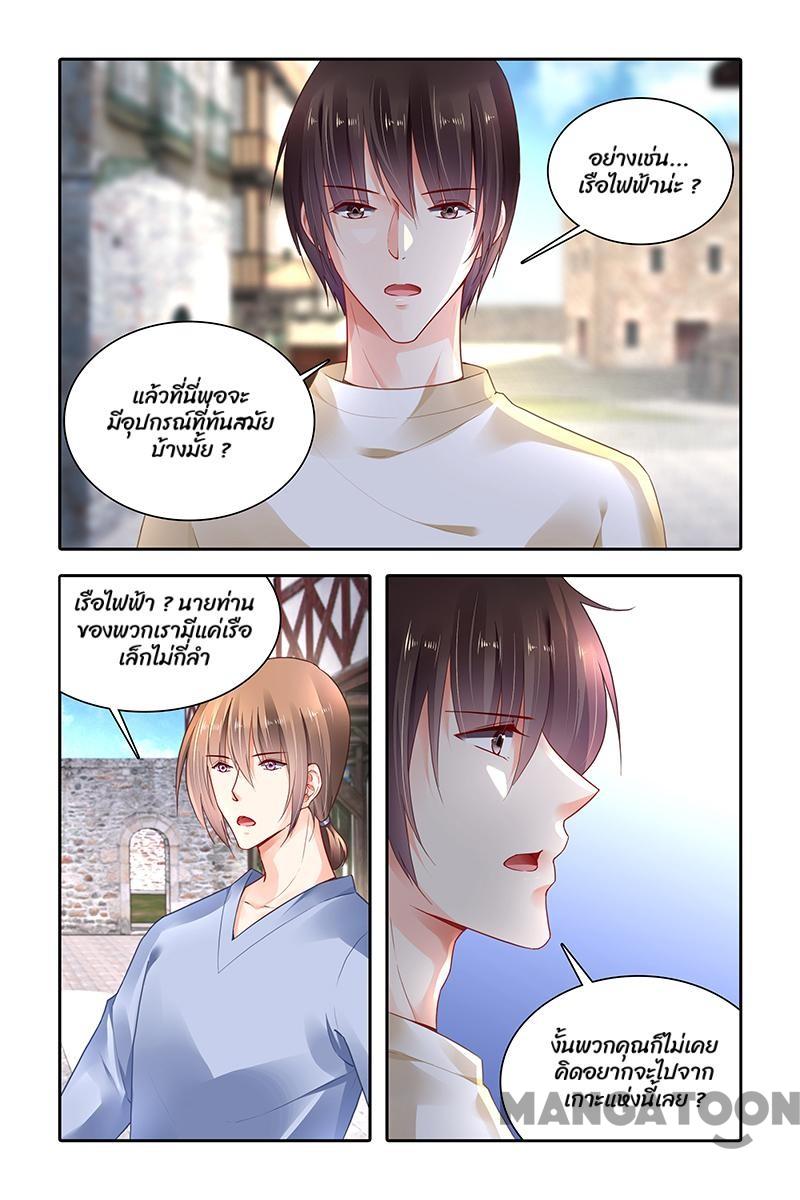 แล้วที่นี่พอจะ
มีอุปกรณ์ที่ทันสมัย
บ้างมั้ย ?
อย่างเช่น...
เรือไฟฟ้าน่ะ ?
เรือไฟฟ้า ? นายท่าน
ของพวกเรามีแค่เรือ
เล็กไม่กี่ลำ
งั้นพวกคุณก็ไม่เคย
คิดอยากจะไปจาก
เกาะแห่งนี้เลย ?
MANGATOON